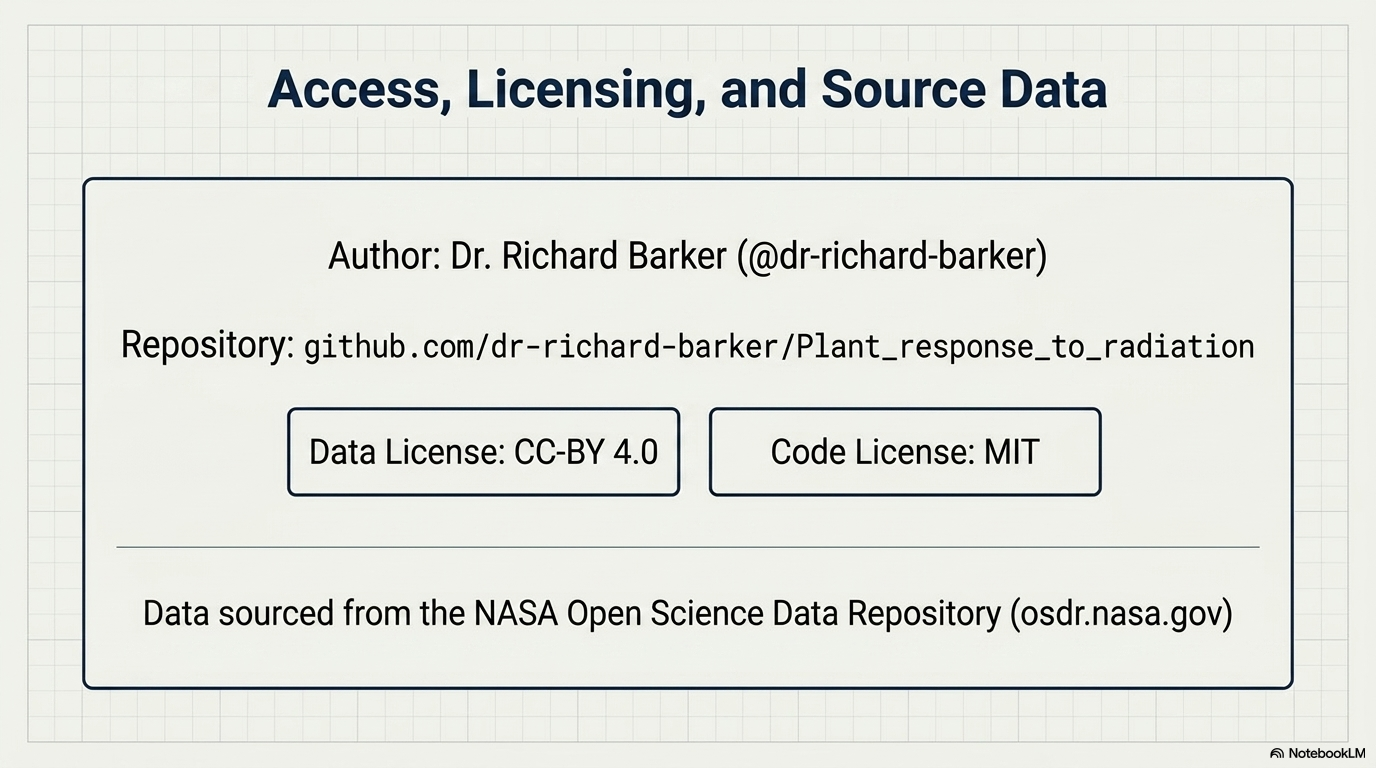 Access, Licensing, and Source Data
Author: Dr. Richard Barker (@dr-richard-barker)
Repository: github.com/dr-richard-barker/Plant_response_to_radiation
Data License: CC-BY 4.0
Code License: MIT
Data sourced from the NASA Open Science Data Repository (osdr.nasa.gov)
NotebookLM